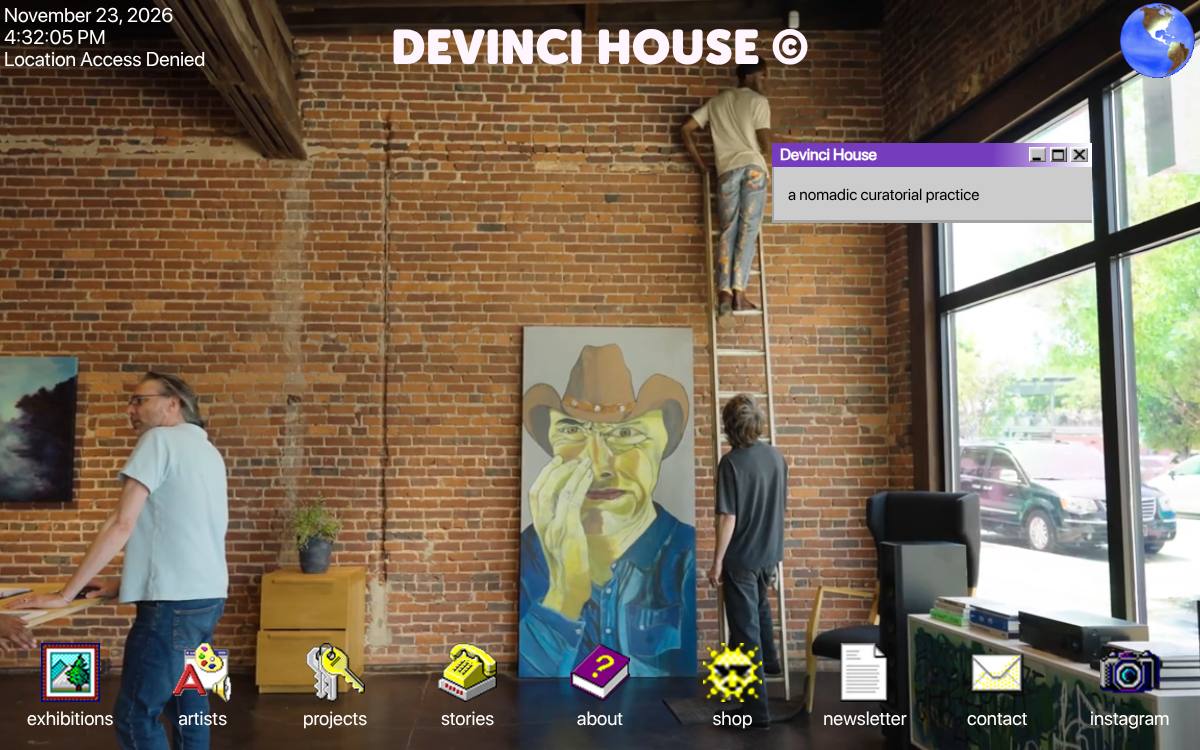 November 23, 2026
4:32:05 PM
Location Access Denied
DEVINCI HOUSE ©
Devinci House
a nomadic curatorial practice
exhibitions
artists
projects
stories
about
shop
newsletter
contact
instagram